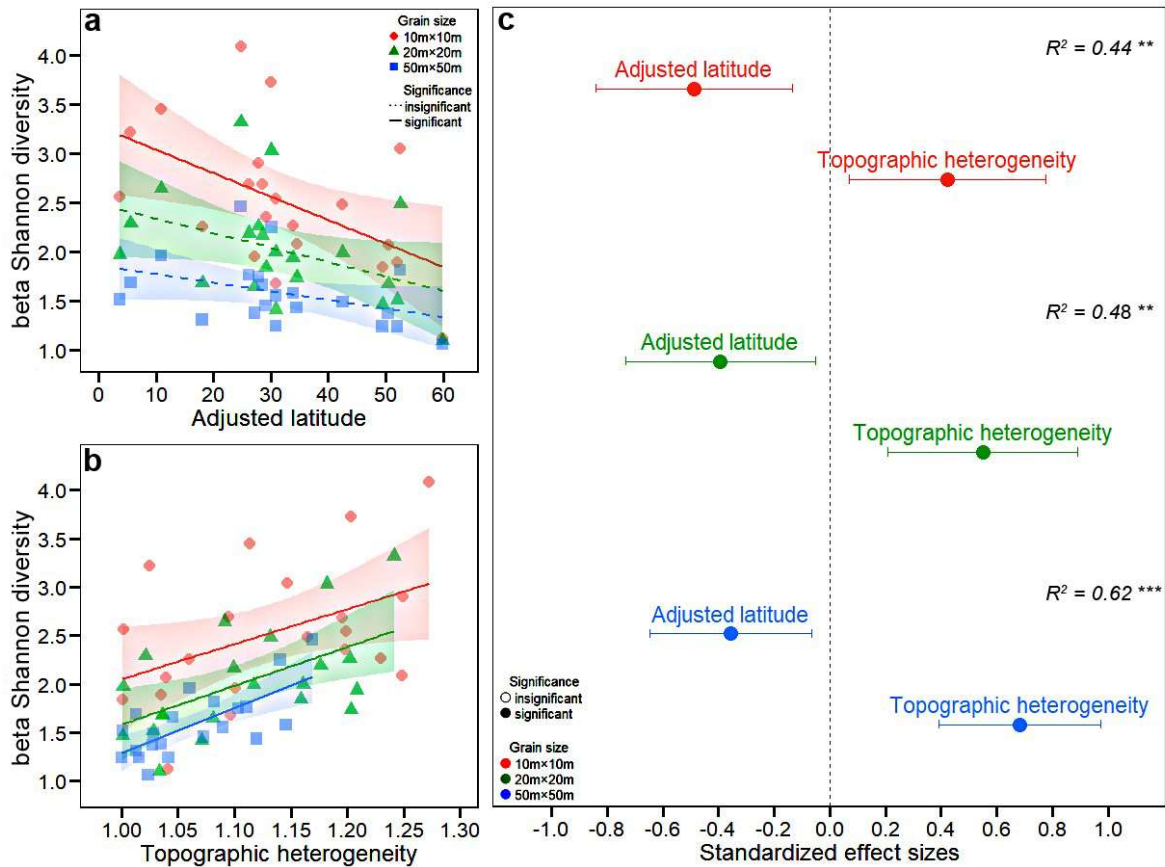 a
Grain size
10m×10m
20m×20m
50m×50m
Significance
insignificant
significant
beta Shannon diversity
4.0
3.5
3.0
2.5
2.0
1.5
1.0
0 10 20 30 40 50 60
Adjusted latitude
b
beta Shannon diversity
4.0
3.5
3.0
2.5
2.0
1.5
1.0
1.00 1.05 1.10 1.15 1.20 1.25 1.30
Topographic heterogeneity
c
R² = 0.44 **
Adjusted latitude
Topographic heterogeneity
R² = 0.48 **
Adjusted latitude
Topographic heterogeneity
R² = 0.62 ***
Adjusted latitude
Topographic heterogeneity
Significance
insignificant
significant
Grain size
10m×10m
20m×20m
50m×50m
-1.0 -0.8 -0.6 -0.4 -0.2 0.0 0.2 0.4 0.6 0.8 1.0
Standardized effect sizes